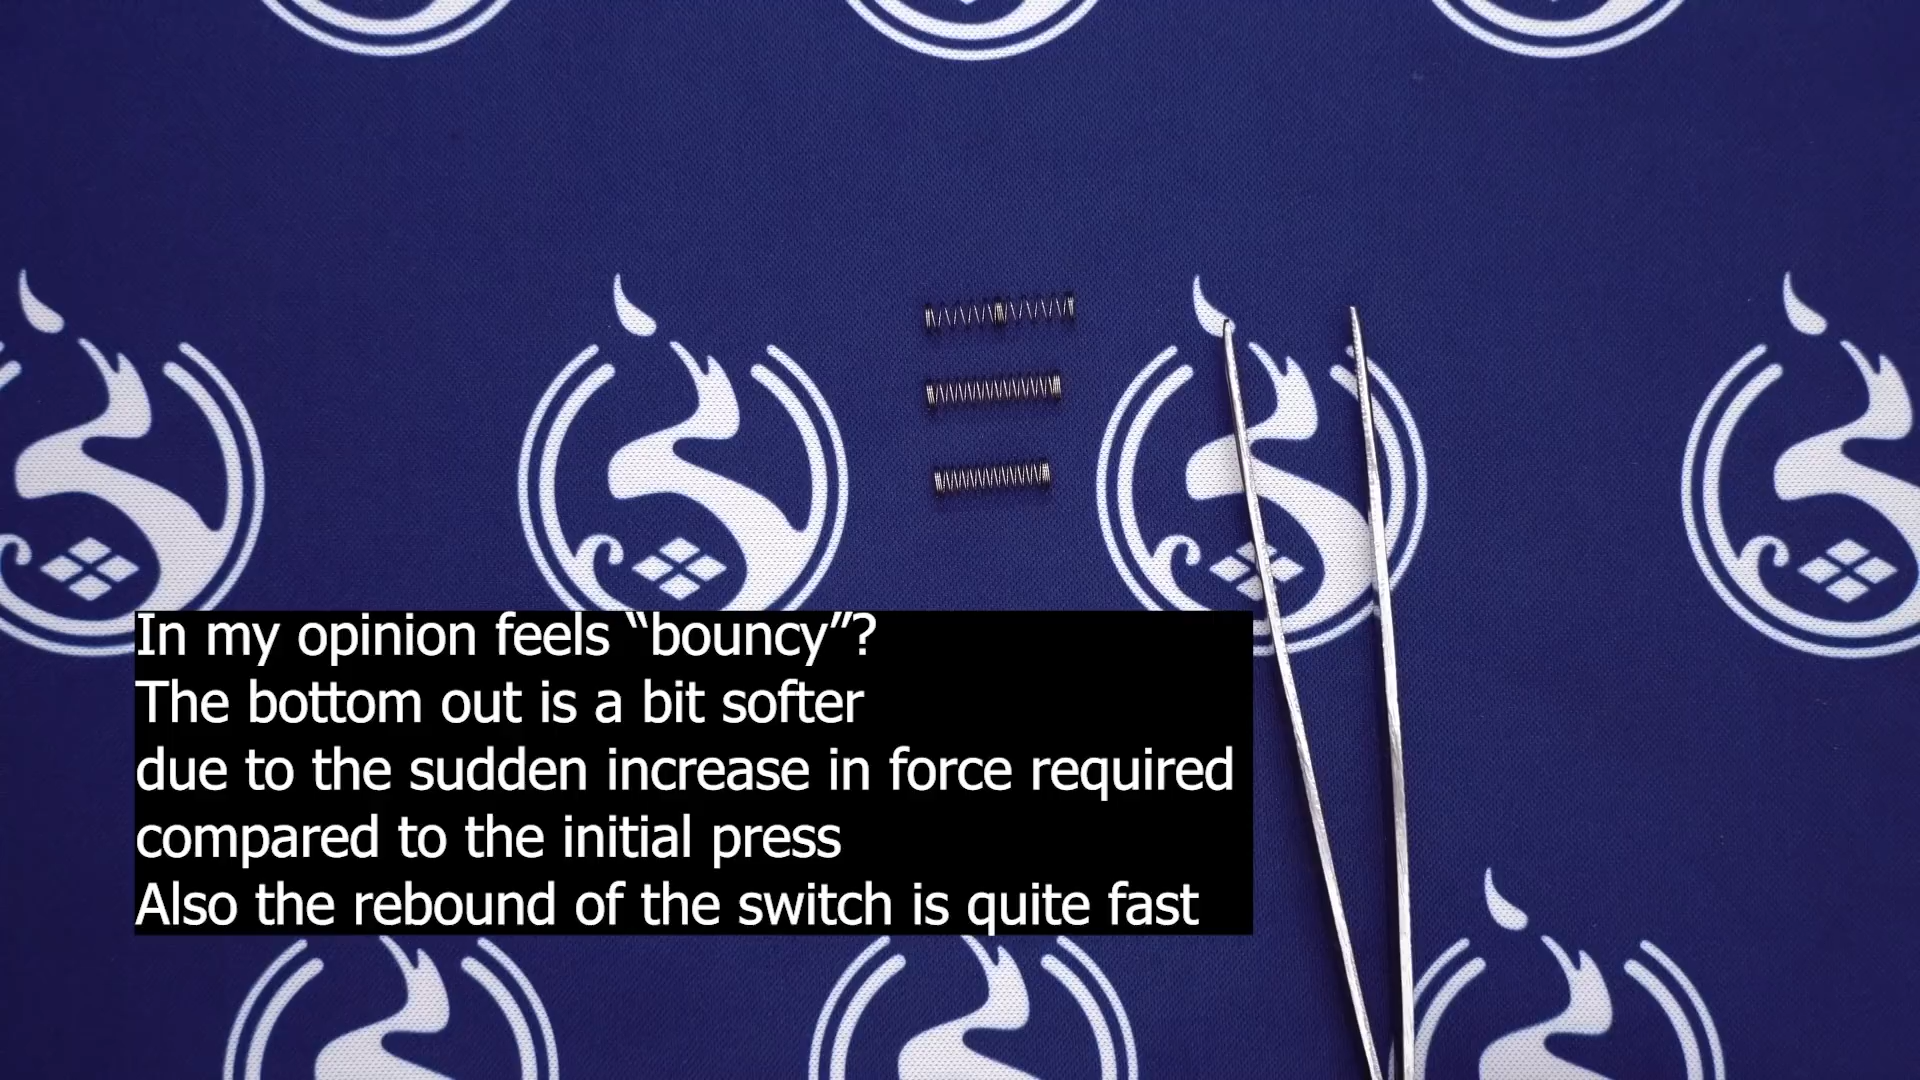 In my opinion feels “bouncy”?
The bottom out is a bit softer
due to the sudden increase in force required
compared to the initial press
Also the rebound of the switch is quite fast